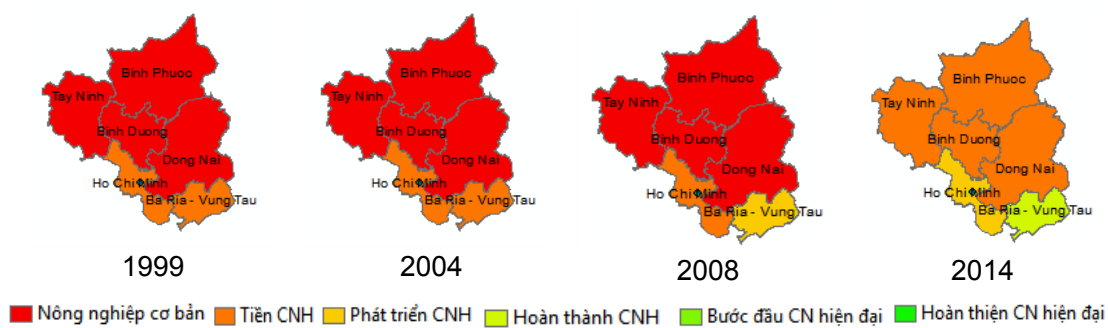 Binh Phuoc
Tay Ninh
Binh Duong
Dong Nai
Ho Chi Minh
Ba Ria - Vung Tau
1999
Binh Phuoc
Tay Ninh
Binh Duong
Dong Nai
Ho Chi Minh
Ba Ria - Vung Tau
2004
Binh Phuoc
Tay Ninh
Binh Duong
Dong Nai
Ho Chi Minh
Ba Ria - Vung Tau
2008
Binh Phuoc
Tay Ninh
Binh Duong
Dong Nai
Ho Chi Minh
Ba Ria - Vung Tau
2014
Nông nghiệp cơ bản Tiền CNH Phát triển CNH Hoàn thành CNH Bước đầu CN hiện đại Hoàn thiện CN hiện đại